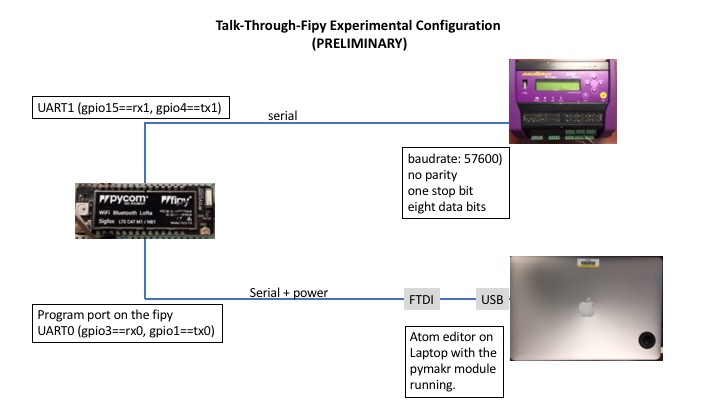 Talk-Through-Fipy Experimental Configuration
(PRELIMINARY)
UART1 (gpio15==rx1, gpio4==tx1)
serial
baudrate: 57600)
no parity
one stop bit
eight data bits
pycom
fipy
WiFi Bluetooth LoRa
Sigfox LTE CAT M1 / NB1
Serial + power
FTDI
USB
Program port on the fipy
UART0 (gpio3==rx0, gpio1==tx0)
Atom editor on
Laptop with the
pymakr module
running.